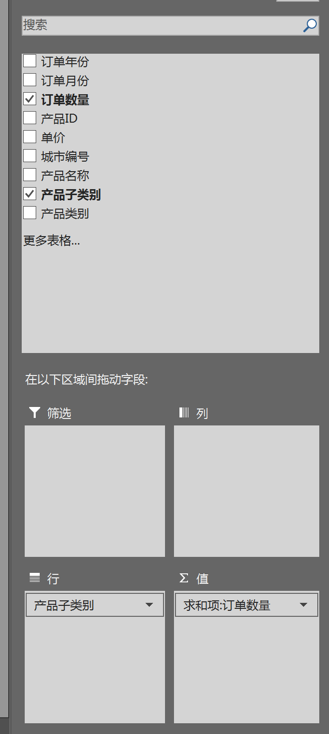 搜索
订单年份
订单月份
订单数量
产品ID
单价
城市编号
产品名称
产品子类别
产品类别
更多表格...
在以下区域间拖动字段:
筛选
列
行
Σ 值
产品子类别
求和项:订单数量